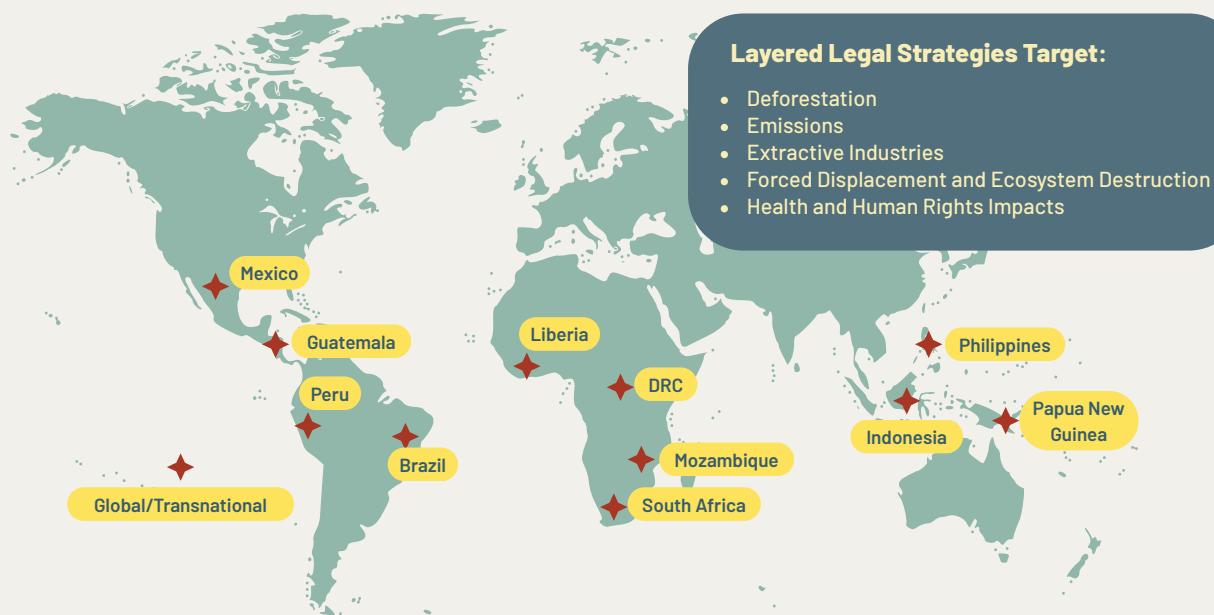 Layered Legal Strategies Target:
• Deforestation
• Emissions
• Extractive Industries
• Forced Displacement and Ecosystem Destruction
• Health and Human Rights Impacts
Mexico
Guatemala
Liberia
Philippines
Peru
DRC
Papua New
Guinea
Indonesia
Brazil
Mozambique
Global/Transnational
South Africa